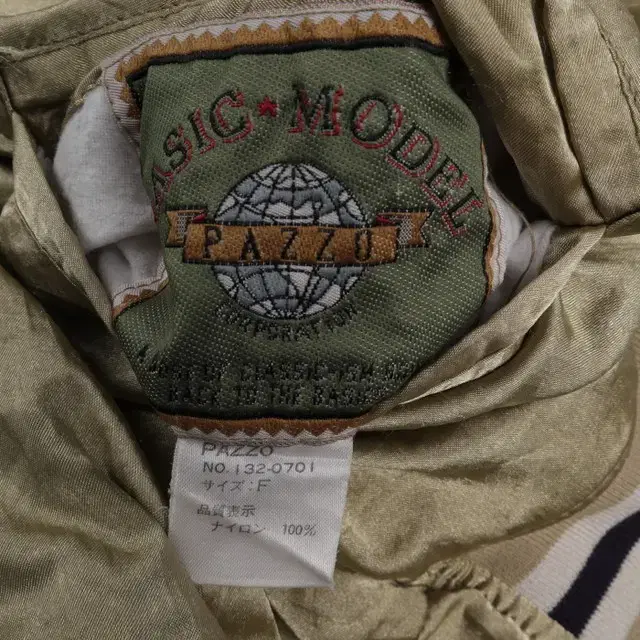 BASIC★MODEL
PAZZO
CORPORATION
CLASSIC
BACK TO THE BASIC
PAZZO
NO.132-0701
サイズ:F
品質表示
ナイロン 100%